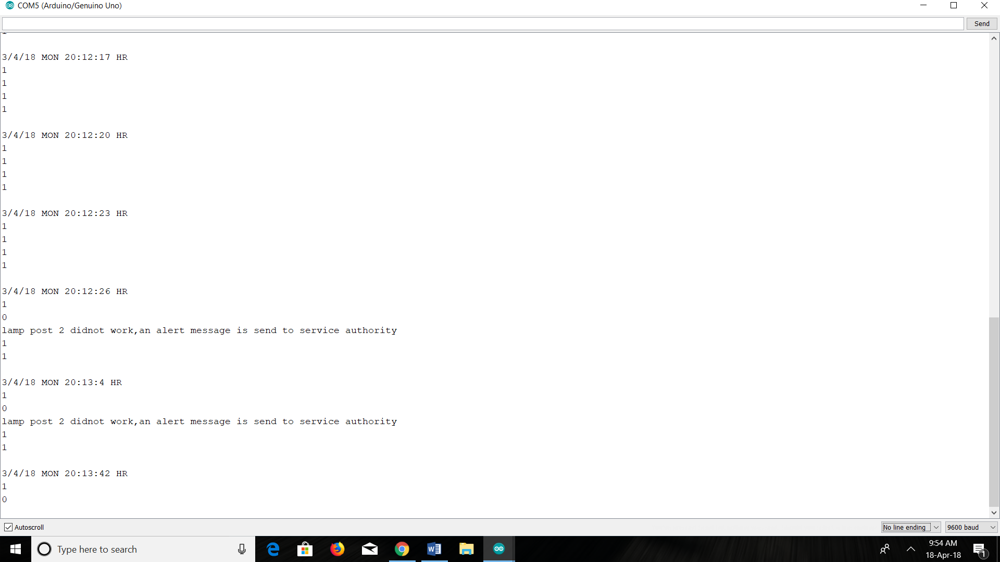 COM5 (Arduino/Genuino Uno)
Send
1
3/4/18 MON 20:12:17 HR
1
1
1
1
3/4/18 MON 20:12:20 HR
1
1
1
1
3/4/18 MON 20:12:23 HR
1
1
1
1
3/4/18 MON 20:12:26 HR
1
0
lamp post 2 didnot work,an alert message is send to service authority
1
1
3/4/18 MON 20:13:4 HR
1
0
lamp post 2 didnot work,an alert message is send to service authority
1
1
3/4/18 MON 20:13:42 HR
1
0
Autoscroll
No line ending
9600 baud
Type here to search
9:54 AM
18-Apr-18
1